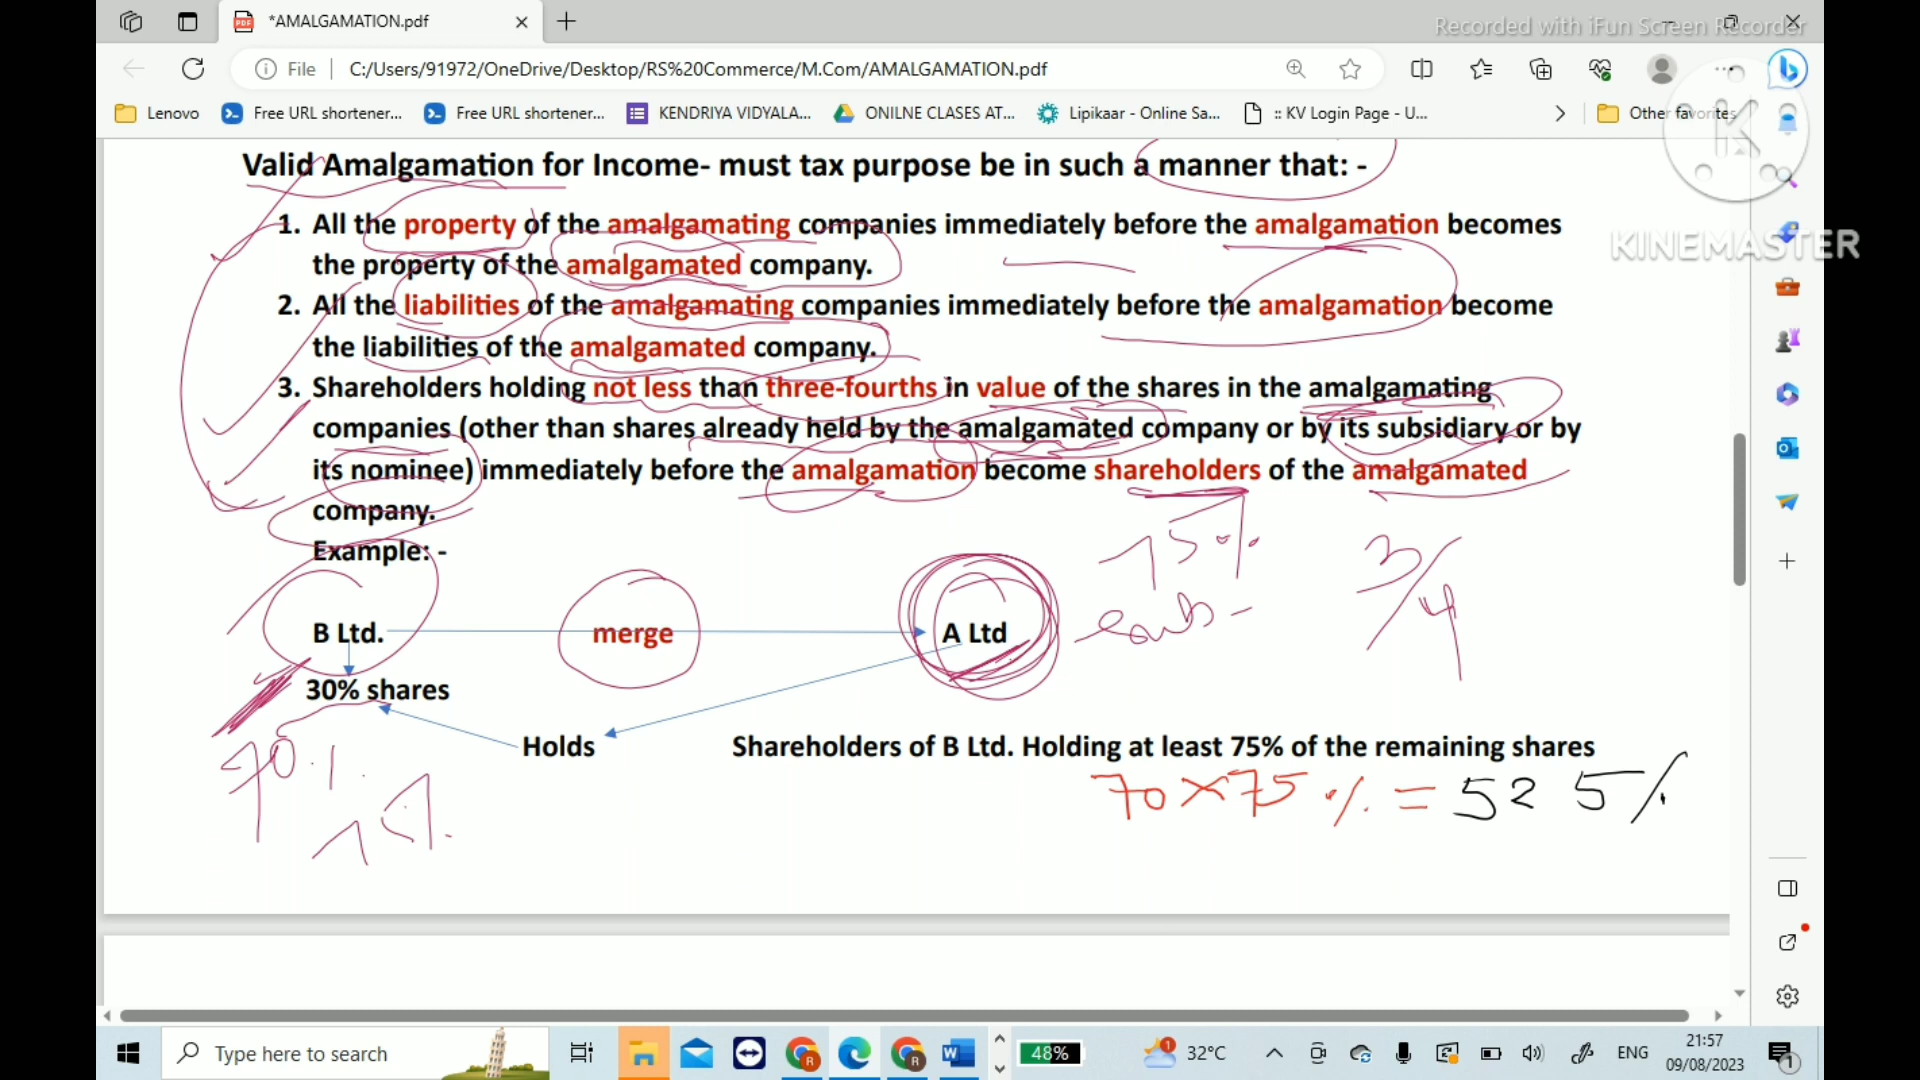 *AMALGAMATION.pdf
Recorded with iFun Screen Recorder
File
C:/Users/91972/OneDrive/Desktop/RS%20Commerce/M.Com/AMALGAMATION.pdf
Lenovo
Free URL shortener...
Free URL shortener...
KENDRIYA VIDYALA...
ONILNE CLASES AT...
Lipikaar - Online Sa...
:: KV Login Page - U...
Other favorites
KINEMASTER
Valid Amalgamation for Income- must tax purpose be in such a manner that: -
1. All the property of the amalgamating companies immediately before the amalgamation becomes
the property of the amalgamated company.
2. All the liabilities of the amalgamating companies immediately before the amalgamation become
the liabilities of the amalgamated company.
3. Shareholders holding not less than three-fourths in value of the shares in the amalgamating
companies (other than shares already held by the amalgamated company or by its subsidiary or by
its nominee) immediately before the amalgamation become shareholders of the amalgamated
company.
Example: -
75%
3/4
B Ltd.
merge
A Ltd
30% shares
Holds
Shareholders of B Ltd. Holding at least 75% of the remaining shares
70 x 75 % = 52 5%
Type here to search
48%
32°C
ENG
21:57
09/08/2023